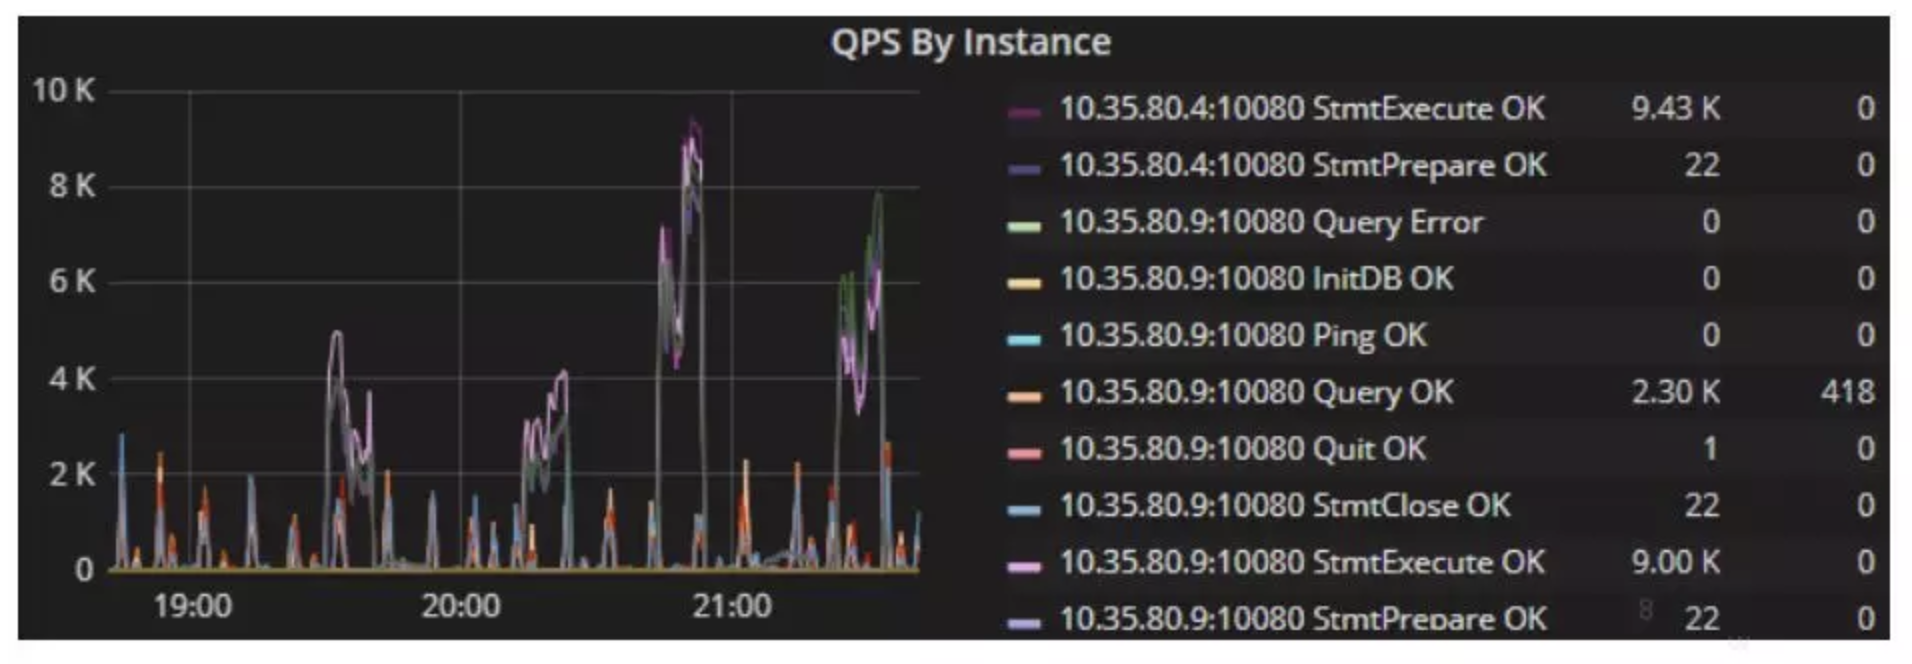 QPS By Instance
10 K
8 K
6 K
4 K
2 K
0
19:00 20:00 21:00
10.35.80.4:10080 StmtExecute OK 9.43 K 0
10.35.80.4:10080 StmtPrepare OK 22 0
10.35.80.9:10080 Query Error 0 0
10.35.80.9:10080 InitDB OK 0 0
10.35.80.9:10080 Ping OK 0 0
10.35.80.9:10080 Query OK 2.30 K 418
10.35.80.9:10080 Quit OK 1 0
10.35.80.9:10080 StmtClose OK 22 0
10.35.80.9:10080 StmtExecute OK 9.00 K 0
10.35.80.9:10080 StmtPrepare OK 22 0